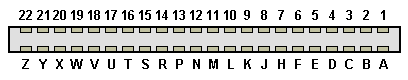 22 21 20 19 18 17 16 15 14 13 12 11 10 9 8 7 6 5 4 3 2 1
Z Y X W V U T S R P N M L K J H F E D C B A